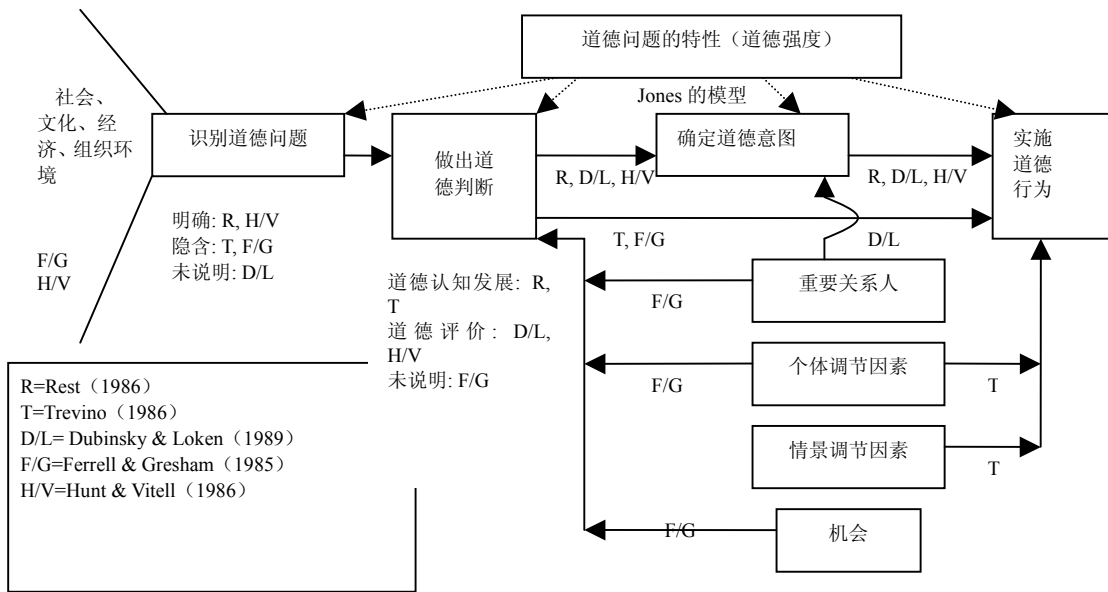 道德问题的特性（道德强度）
Jones 的模型
社会、
文化、经
济、组织环
境
识别道德问题
做出道
德判断
确定道德意图
实施
道德
行为
R, D/L, H/V
R, D/L, H/V
T, F/G
D/L
明确: R, H/V
隐含: T, F/G
未说明: D/L
F/G
H/V
道德认知发展: R,
T
道德评价: D/L,
H/V
未说明: F/G
重要关系人
F/G
个体调节因素
F/G
T
情景调节因素
T
机会
F/G
R=Rest（1986）
T=Trevino（1986）
D/L= Dubinsky & Loken（1989）
F/G=Ferrell & Gresham（1985）
H/V=Hunt & Vitell（1986）